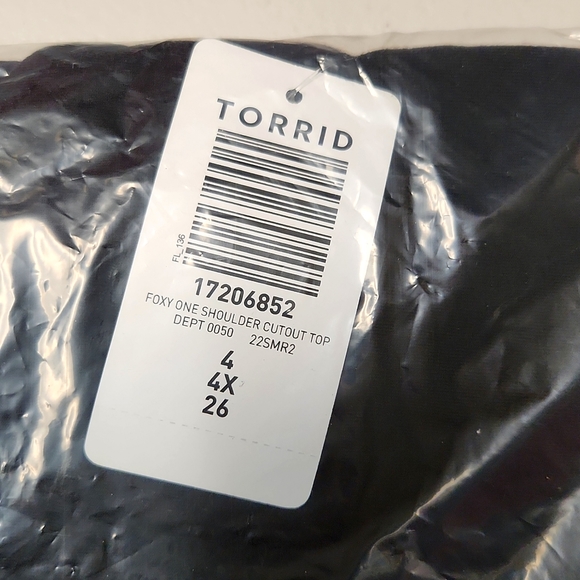 TORRID
FL_136
17206852
FOXY ONE SHOULDER CUTOUT TOP
DEPT 0050 22SMR2
4
4X
26